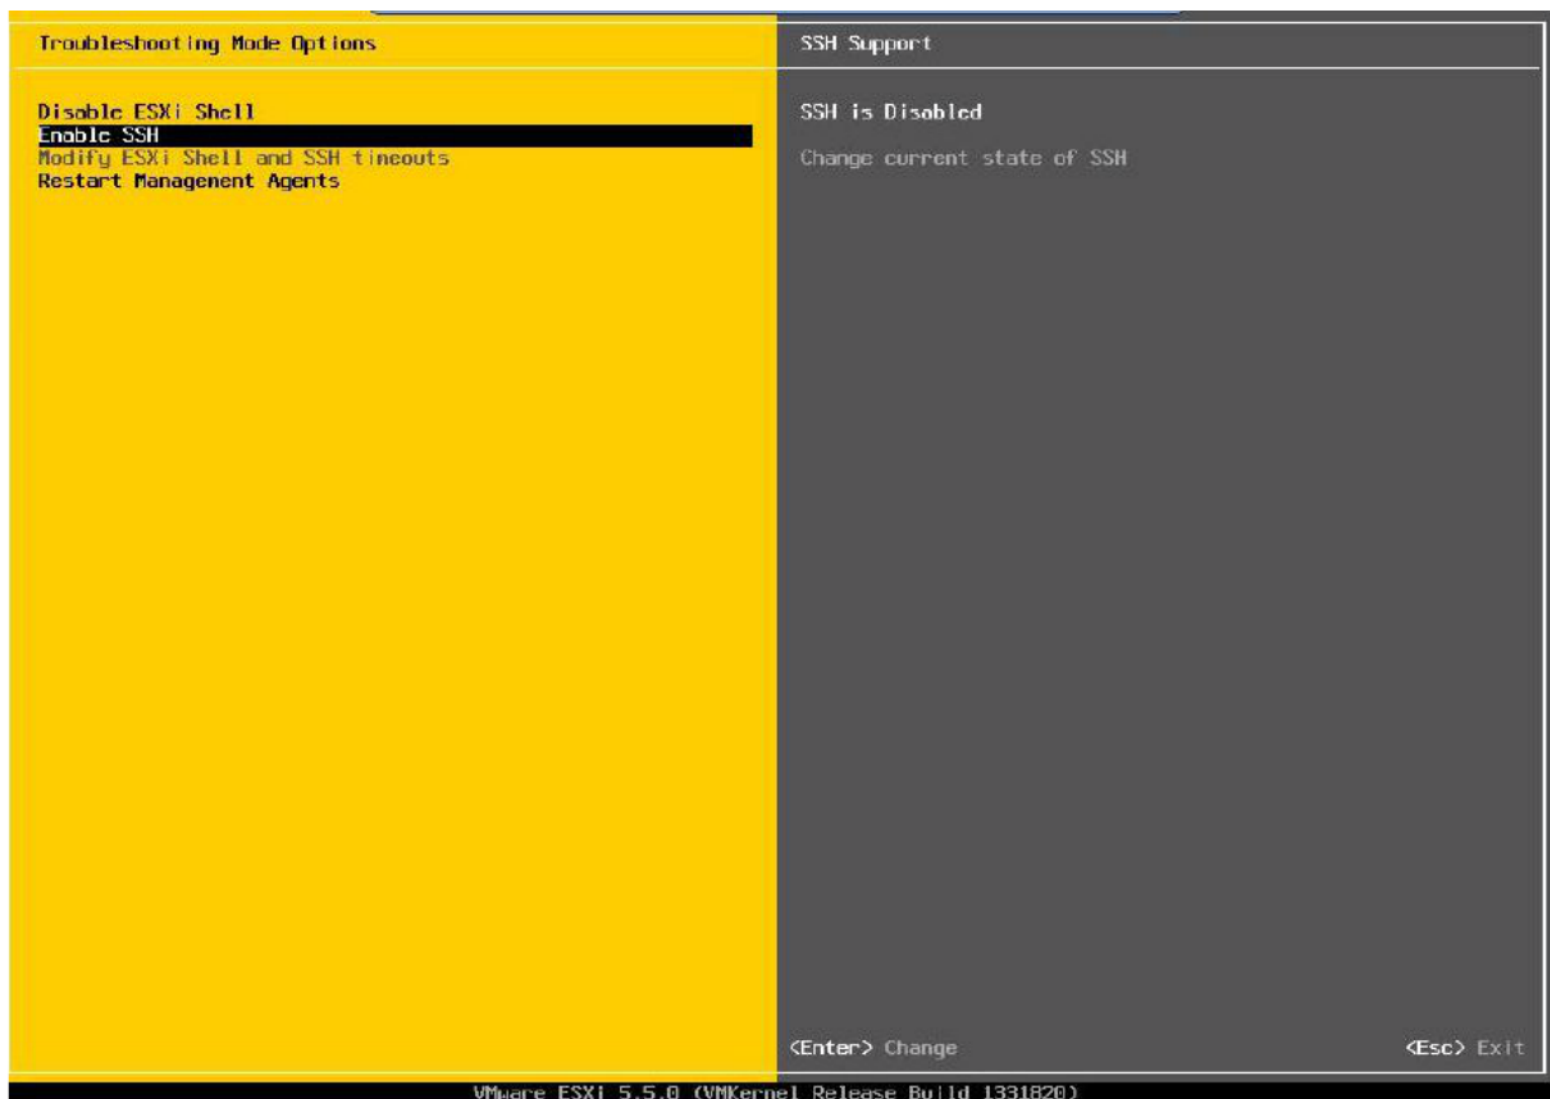 Troubleshooting Mode Options
SSH Support
Disable ESXi Shell
Enable SSH
Modify ESXi Shell and SSH timeouts
Restart Management Agents
SSH is Disabled
Change current state of SSH
<Enter> Change
<Esc> Exit
VMware ESXi 5.5.0 (VMKernel Release Build 1331820)